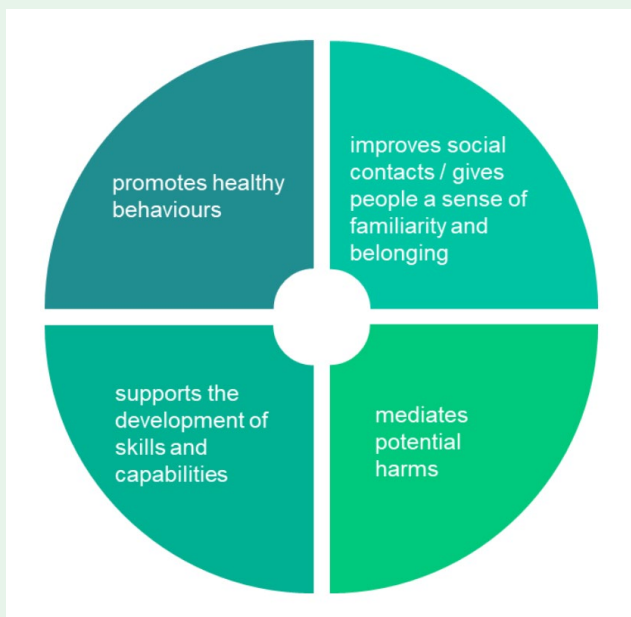 promotes healthy
behaviours
improves social
contacts / gives
people a sense of
familiarity and
belonging
supports the
development of
skills and
capabilities
mediates
potential
harms